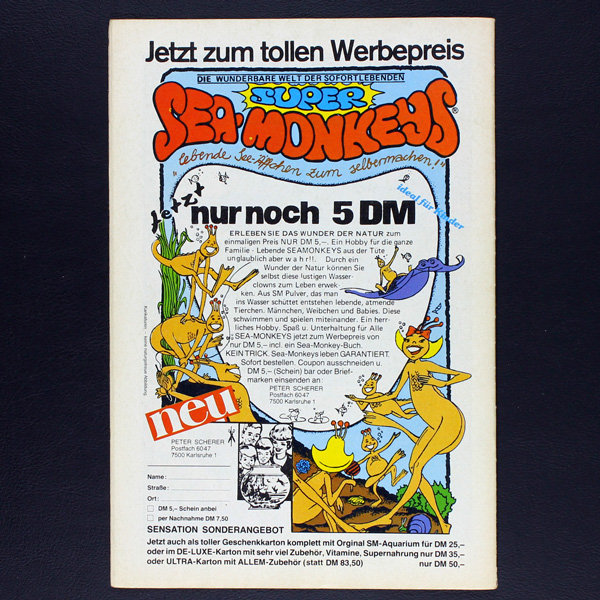 Jetzt zum tollen Werbepreis
DIE WUNDERBARE WELT DER SOFORTLEBENDEN
SUPER
SEA-MONKEYS®
"lebende See-Äffchen zum selbermachen!"
ideal für Kinder
Jetzt
nur noch 5 DM
ERLEBEN SIE DAS WUNDER DER NATUR zum
einmaligen Preis NUR DM 5,–. Ein Hobby für die ganze
Familie - Lebende SEAMONKEYS aus der Tüte
unglaublich aber w a h r!!. Durch ein
Wunder der Natur können Sie
selbst diese lustigen Wasser-
clowns zum Leben erwek-
ken. Aus SM Pulver, das man
ins Wasser schüttet entstehen lebende, atmende
Tierchen. Männchen, Weibchen und Babies. Diese
schwimmen und spielen miteinander. Ein herr-
liches Hobby. Spaß u. Unterhaltung für Alle
SEA-MONKEYS jetzt zum Werbepreis von
nur DM 5,– incl. ein Sea-Monkey-Buch.
KEIN TRICK. Sea-Monkeys leben GARANTIERT.
Sofort bestellen. Coupon ausschneiden u.
DM 5,– (Schein) bar oder Brief-
marken einsenden an:
PETER SCHERER
Postfach 6047
7500 Karlsruhe 1
neu
PETER SCHERER
Postfach 6047
7500 Karlsruhe 1
Name:
Straße:
Ort:
DM 5,– Schein anbei
per Nachnahme DM 7,50
SENSATION SONDERANGEBOT
Jetzt auch als toller Geschenkkarton komplett mit Orginal SM-Aquarium für DM 25,–
oder im DE-LUXE-Karton mit sehr viel Zubehör, Vitamine, Supernahrung nur DM 35,–
oder ULTRA-Karton mit ALLEM-Zubehör (statt DM 83,50) nur DM 50,–